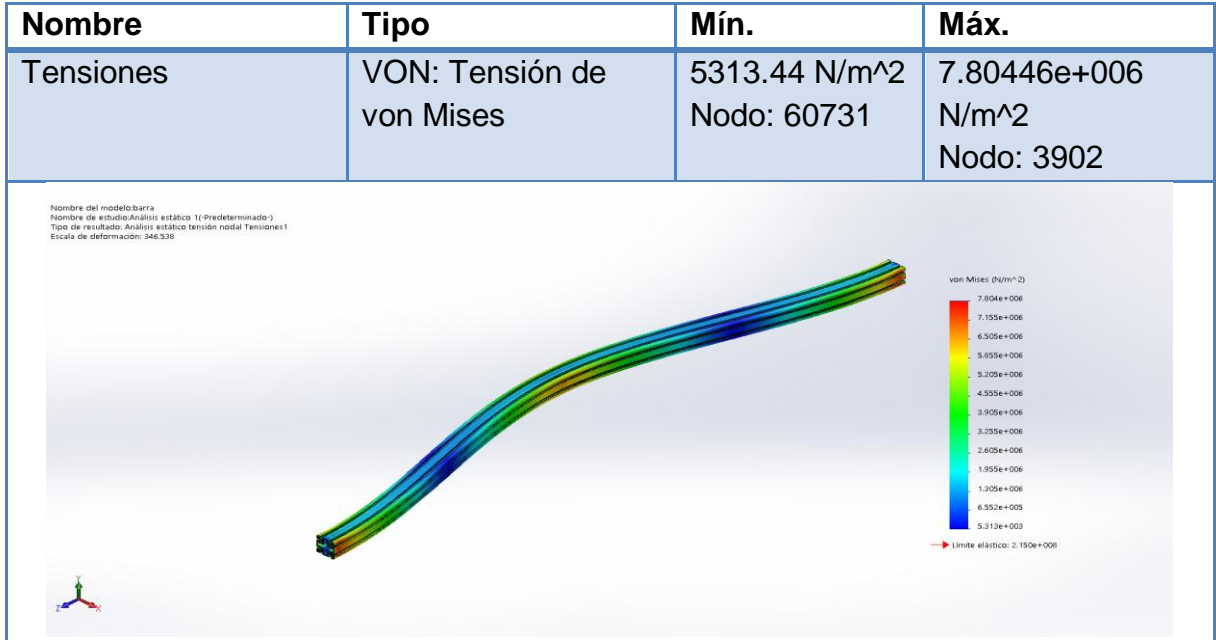 Nombre Tipo Mín. Máx.
Tensiones VON: Tensión de 5313.44 N/m^2 7.80446e+006
von Mises Nodo: 60731 N/m^2
Nodo: 3902
Nombre del modelo:barra
Nombre de estudio:Análisis estático 1(-Predeterminado-)
Tipo de resultado: Análisis estático tensión nodal Tensiones1
Escala de deformación: 346.538
von Mises (N/m^2)
7.804e+006
7.155e+006
6.505e+006
5.855e+006
5.205e+006
4.555e+006
3.905e+006
3.255e+006
2.605e+006
1.955e+006
1.305e+006
6.552e+005
5.313e+003
Límite elástico: 2.150e+008
Y
Z X